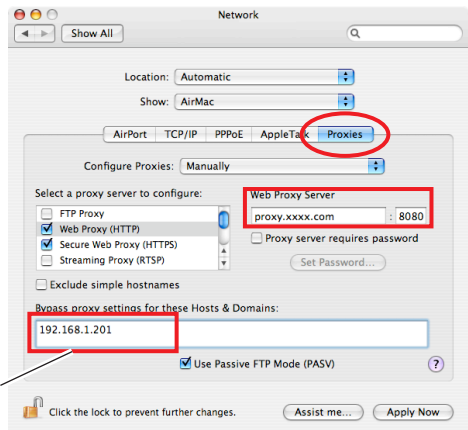 Network
Show All
Location: Automatic
Show: AirMac
AirPort TCP/IP PPPoE AppleTalk Proxies
Configure Proxies: Manually
Select a proxy server to configure:
Web Proxy Server
FTP Proxy
proxy.xxxx.com : 8080
Web Proxy (HTTP)
Secure Web Proxy (HTTPS)
Proxy server requires password
Streaming Proxy (RTSP)
Set Password...
Exclude simple hostnames
Bypass proxy settings for these Hosts & Domains:
192.168.1.201
Use Passive FTP Mode (PASV)
?
Click the lock to prevent further changes.
Assist me...
Apply Now